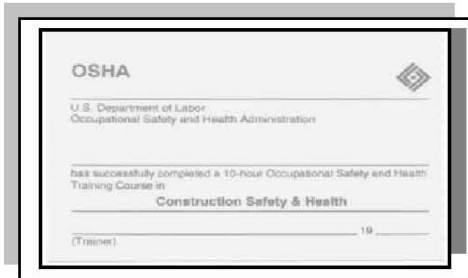 OSHA
U.S. Department of Labor
Occupational Safety and Health Administration
has successfully completed a 10-hour Occupational Safety and Health
Training Course in
Construction Safety & Health
19
(Trainer)